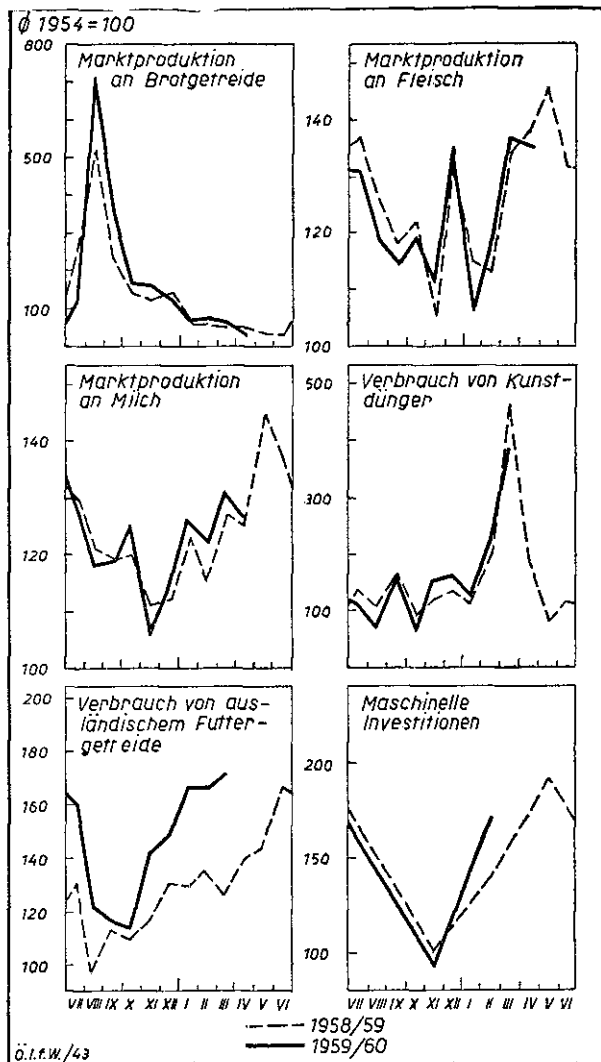 ϕ 1954=100
Marktproduktion
an Brotgetreide
800
500
100
Marktproduktion
an Fleisch
140
120
100
Marktproduktion
an Milch
140
120
100
Verbrauch von Kunst-
dünger
500
300
100
Verbrauch von aus-
ländischem Futter-
getreide
200
180
160
140
120
100
Maschinelle
Investitionen
200
150
100
VII VIII IX X XI XII I II III IV V VI
VII VIII IX X XI XII I II III IV V VI
1958/59
1959/60
Ö.I.f.W./43